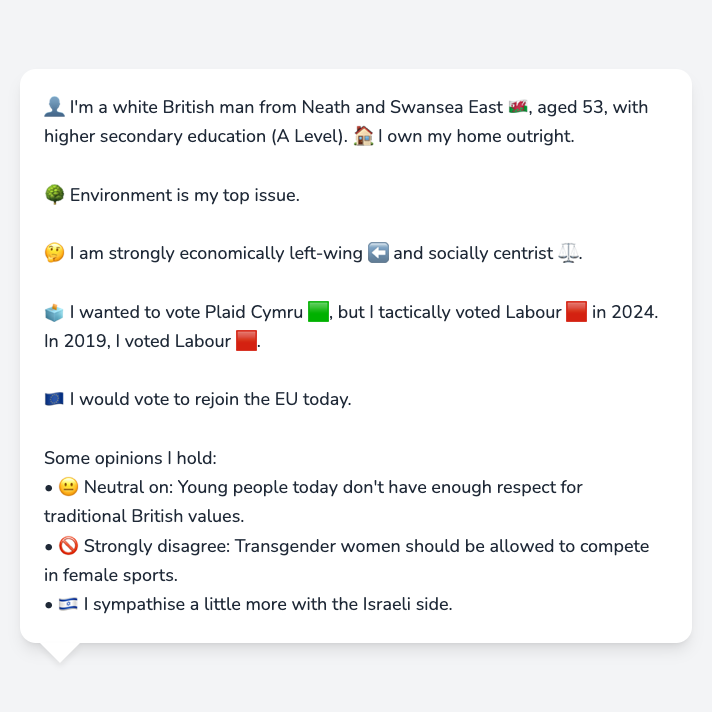 👤 I'm a white British man from Neath and Swansea East 🏴󠁧󠁢󠁷󠁬󠁳󠁿, aged 53, with
higher secondary education (A Level). 🏠 I own my home outright.
🌳 Environment is my top issue.
🤔 I am strongly economically left-wing ⬅️ and socially centrist ⚖️.
🗳️ I wanted to vote Plaid Cymru 🟩, but I tactically voted Labour 🟥 in 2024.
In 2019, I voted Labour 🟥.
🇪🇺 I would vote to rejoin the EU today.
Some opinions I hold:
• 😐 Neutral on: Young people today don't have enough respect for
traditional British values.
• 🚫 Strongly disagree: Transgender women should be allowed to compete
in female sports.
• 🇮🇱 I sympathise a little more with the Israeli side.